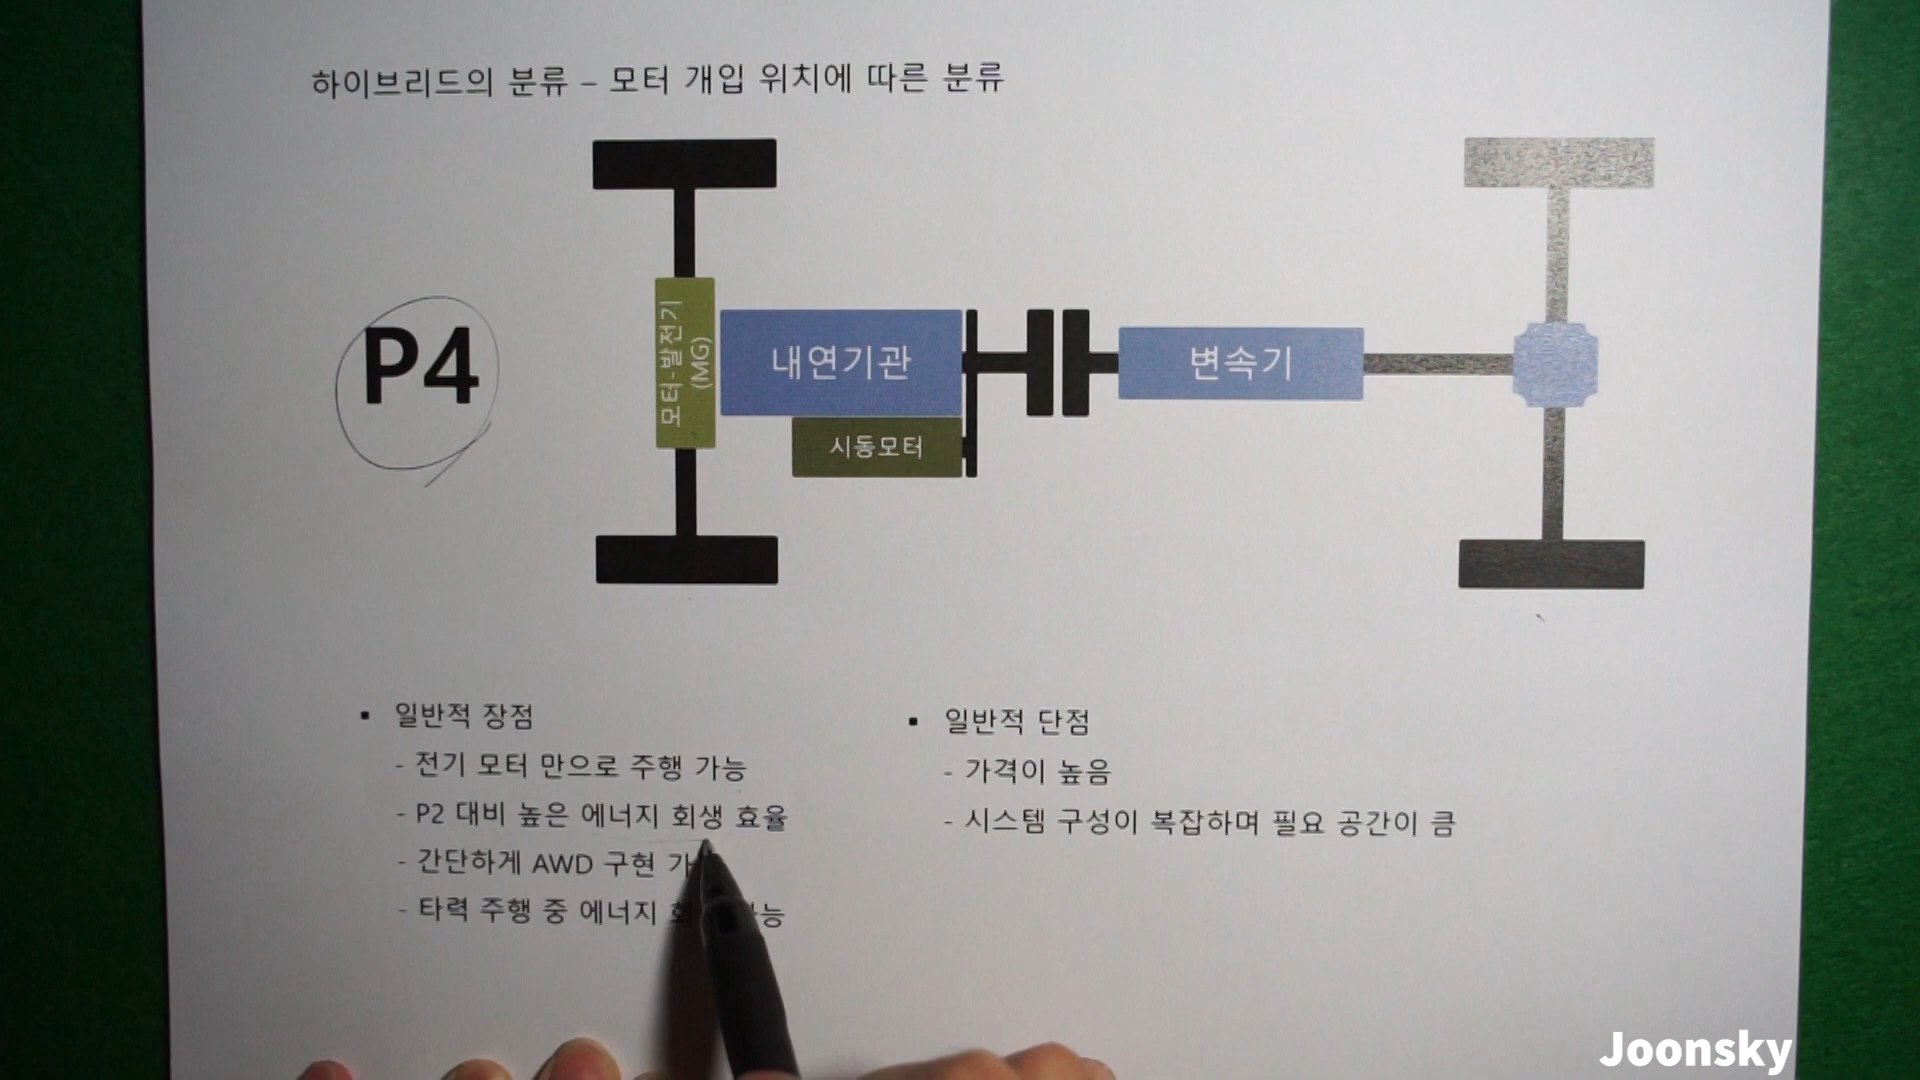 하이브리드의 분류 – 모터 개입 위치에 따른 분류
P4
모터-발전기
(MG)
내연기관
변속기
시동모터
▪ 일반적 장점
- 전기 모터 만으로 주행 가능
- P2 대비 높은 에너지 회생 효율
- 간단하게 AWD 구현
- 타력 주행 중 에너지
▪ 일반적 단점
- 가격이 높음
- 시스템 구성이 복잡하며 필요 공간이 큼
Joonsky